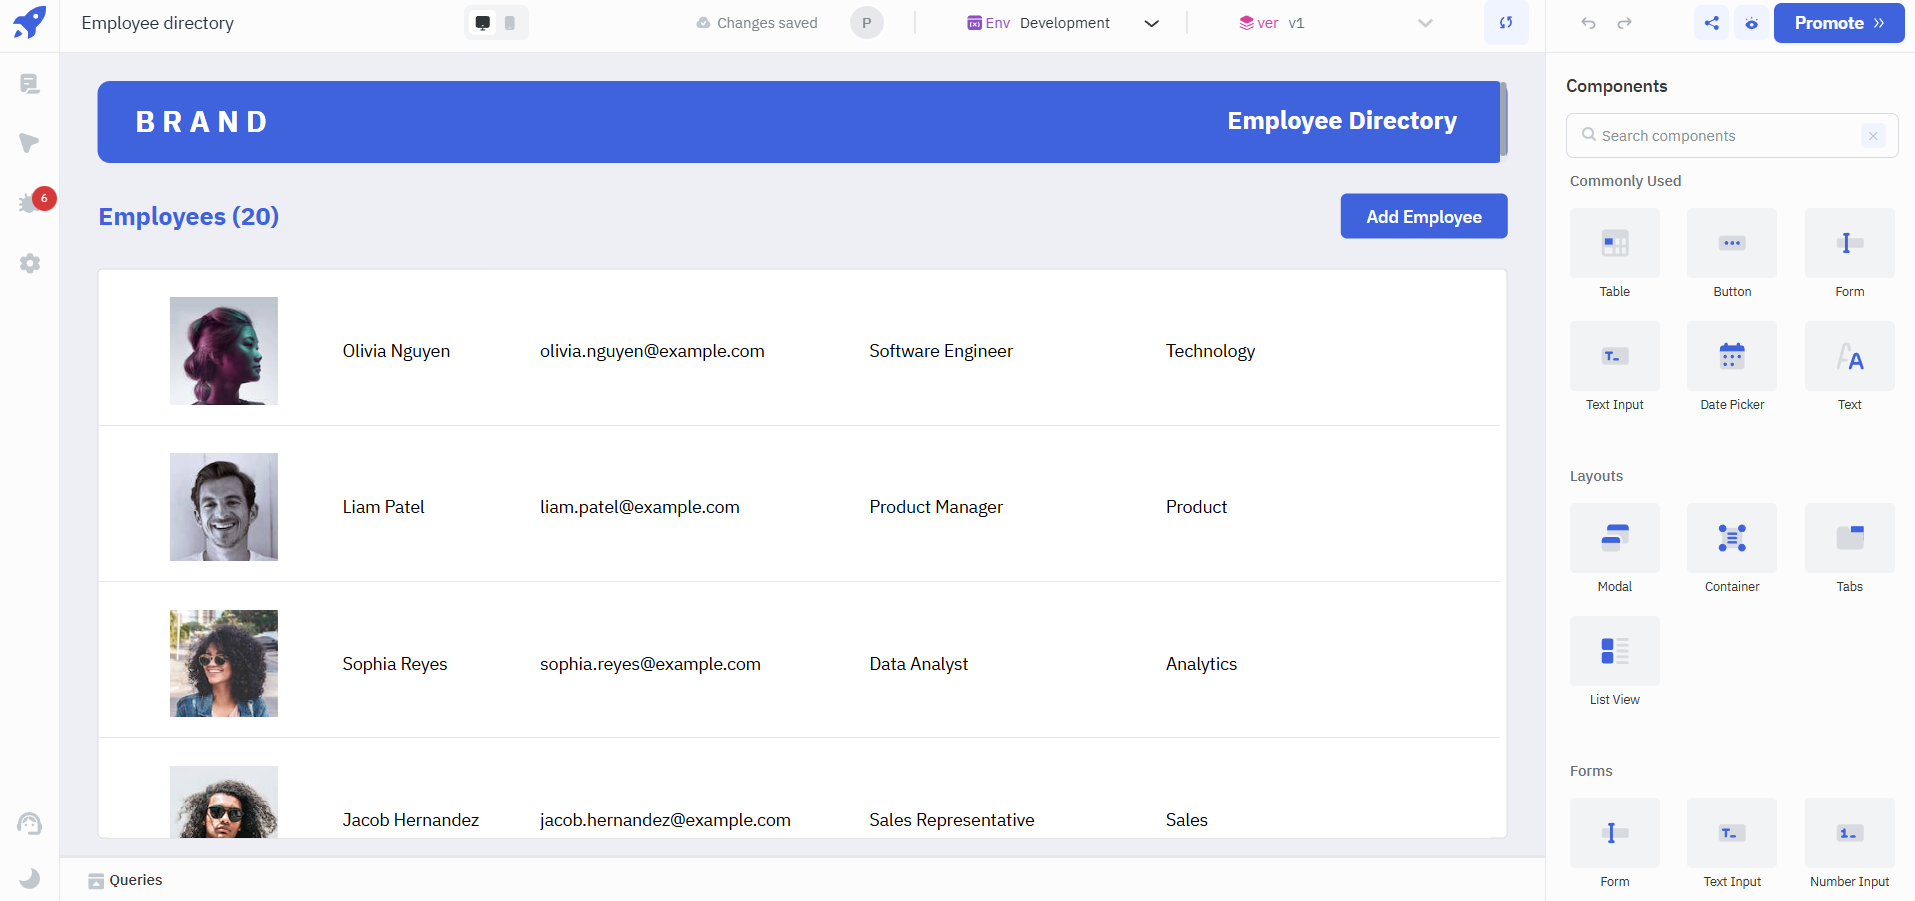 Employee directory
Changes saved
P
Env Development
ver v1
Promote
Components
Search components
Commonly Used
Table Button Form
Text Input Date Picker Text
Layouts
Modal Container Tabs
List View
Forms
Form Text Input Number Input
6
BRAND
Employee Directory
Employees (20)
Add Employee
Olivia Nguyen olivia.nguyen@example.com Software Engineer Technology
Liam Patel liam.patel@example.com Product Manager Product
Sophia Reyes sophia.reyes@example.com Data Analyst Analytics
Jacob Hernandez jacob.hernandez@example.com Sales Representative Sales
Queries